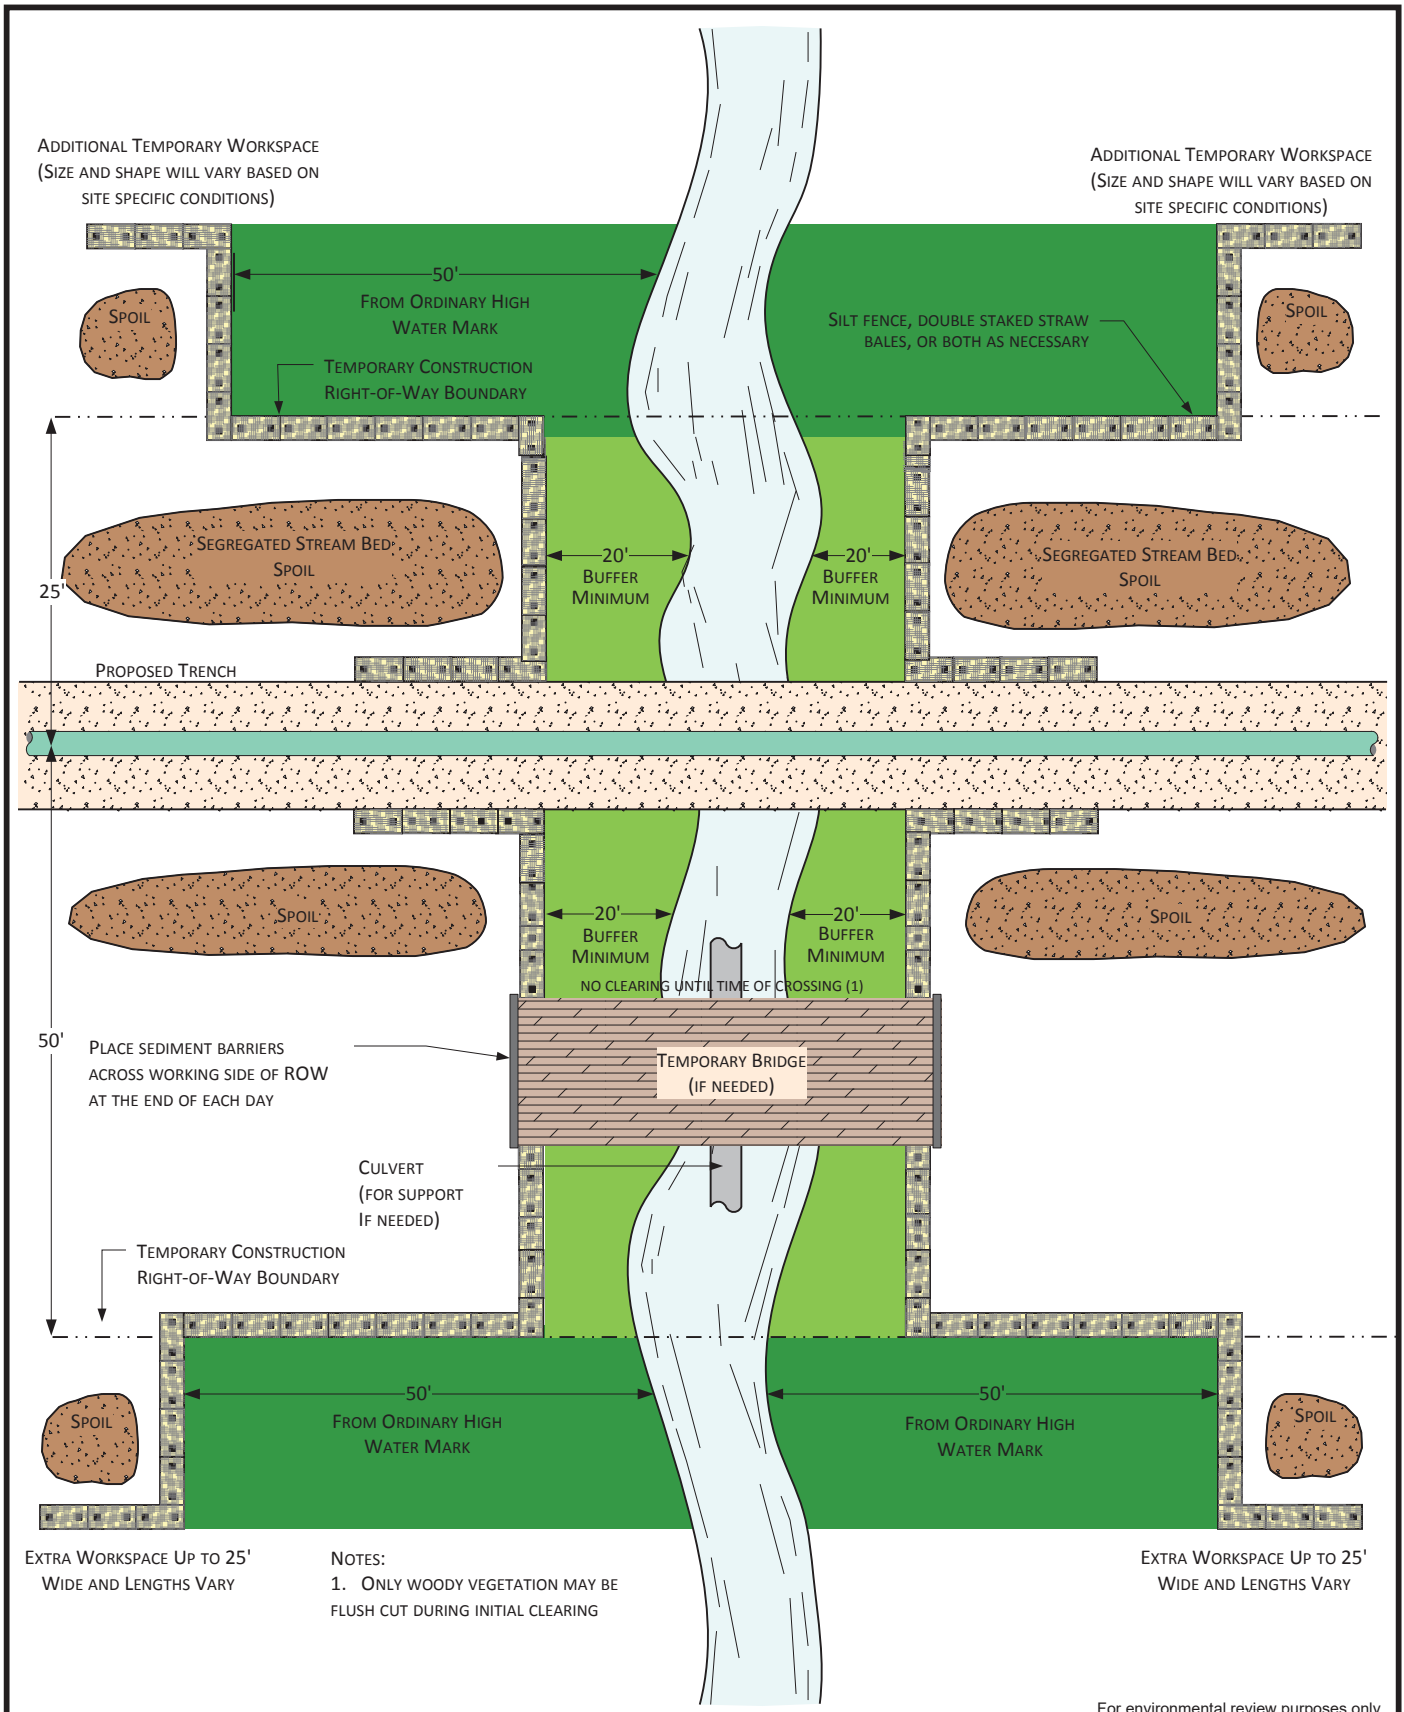 ADDITIONAL TEMPORARY WORKSPACE
(SIZE AND SHAPE WILL VARY BASED ON
SITE SPECIFIC CONDITIONS)
ADDITIONAL TEMPORARY WORKSPACE
(SIZE AND SHAPE WILL VARY BASED ON
SITE SPECIFIC CONDITIONS)
50'
FROM ORDINARY HIGH
WATER MARK
SPOIL
SPOIL
SILT FENCE, DOUBLE STAKED STRAW
BALES, OR BOTH AS NECESSARY
TEMPORARY CONSTRUCTION
RIGHT-OF-WAY BOUNDARY
SEGREGATED STREAM BED
SPOIL
20'
BUFFER
MINIMUM
20'
BUFFER
MINIMUM
SEGREGATED STREAM BED
SPOIL
25'
PROPOSED TRENCH
SPOIL
20'
BUFFER
MINIMUM
20'
BUFFER
MINIMUM
SPOIL
NO CLEARING UNTIL TIME OF CROSSING (1)
50'
PLACE SEDIMENT BARRIERS
ACROSS WORKING SIDE OF ROW
AT THE END OF EACH DAY
TEMPORARY BRIDGE
(IF NEEDED)
CULVERT
(FOR SUPPORT
IF NEEDED)
TEMPORARY CONSTRUCTION
RIGHT-OF-WAY BOUNDARY
50'
FROM ORDINARY HIGH
WATER MARK
50'
FROM ORDINARY HIGH
WATER MARK
SPOIL
SPOIL
EXTRA WORKSPACE UP TO 25'
WIDE AND LENGTHS VARY
NOTES:
1. ONLY WOODY VEGETATION MAY BE
FLUSH CUT DURING INITIAL CLEARING
EXTRA WORKSPACE UP TO 25'
WIDE AND LENGTHS VARY
For environmental review purposes only